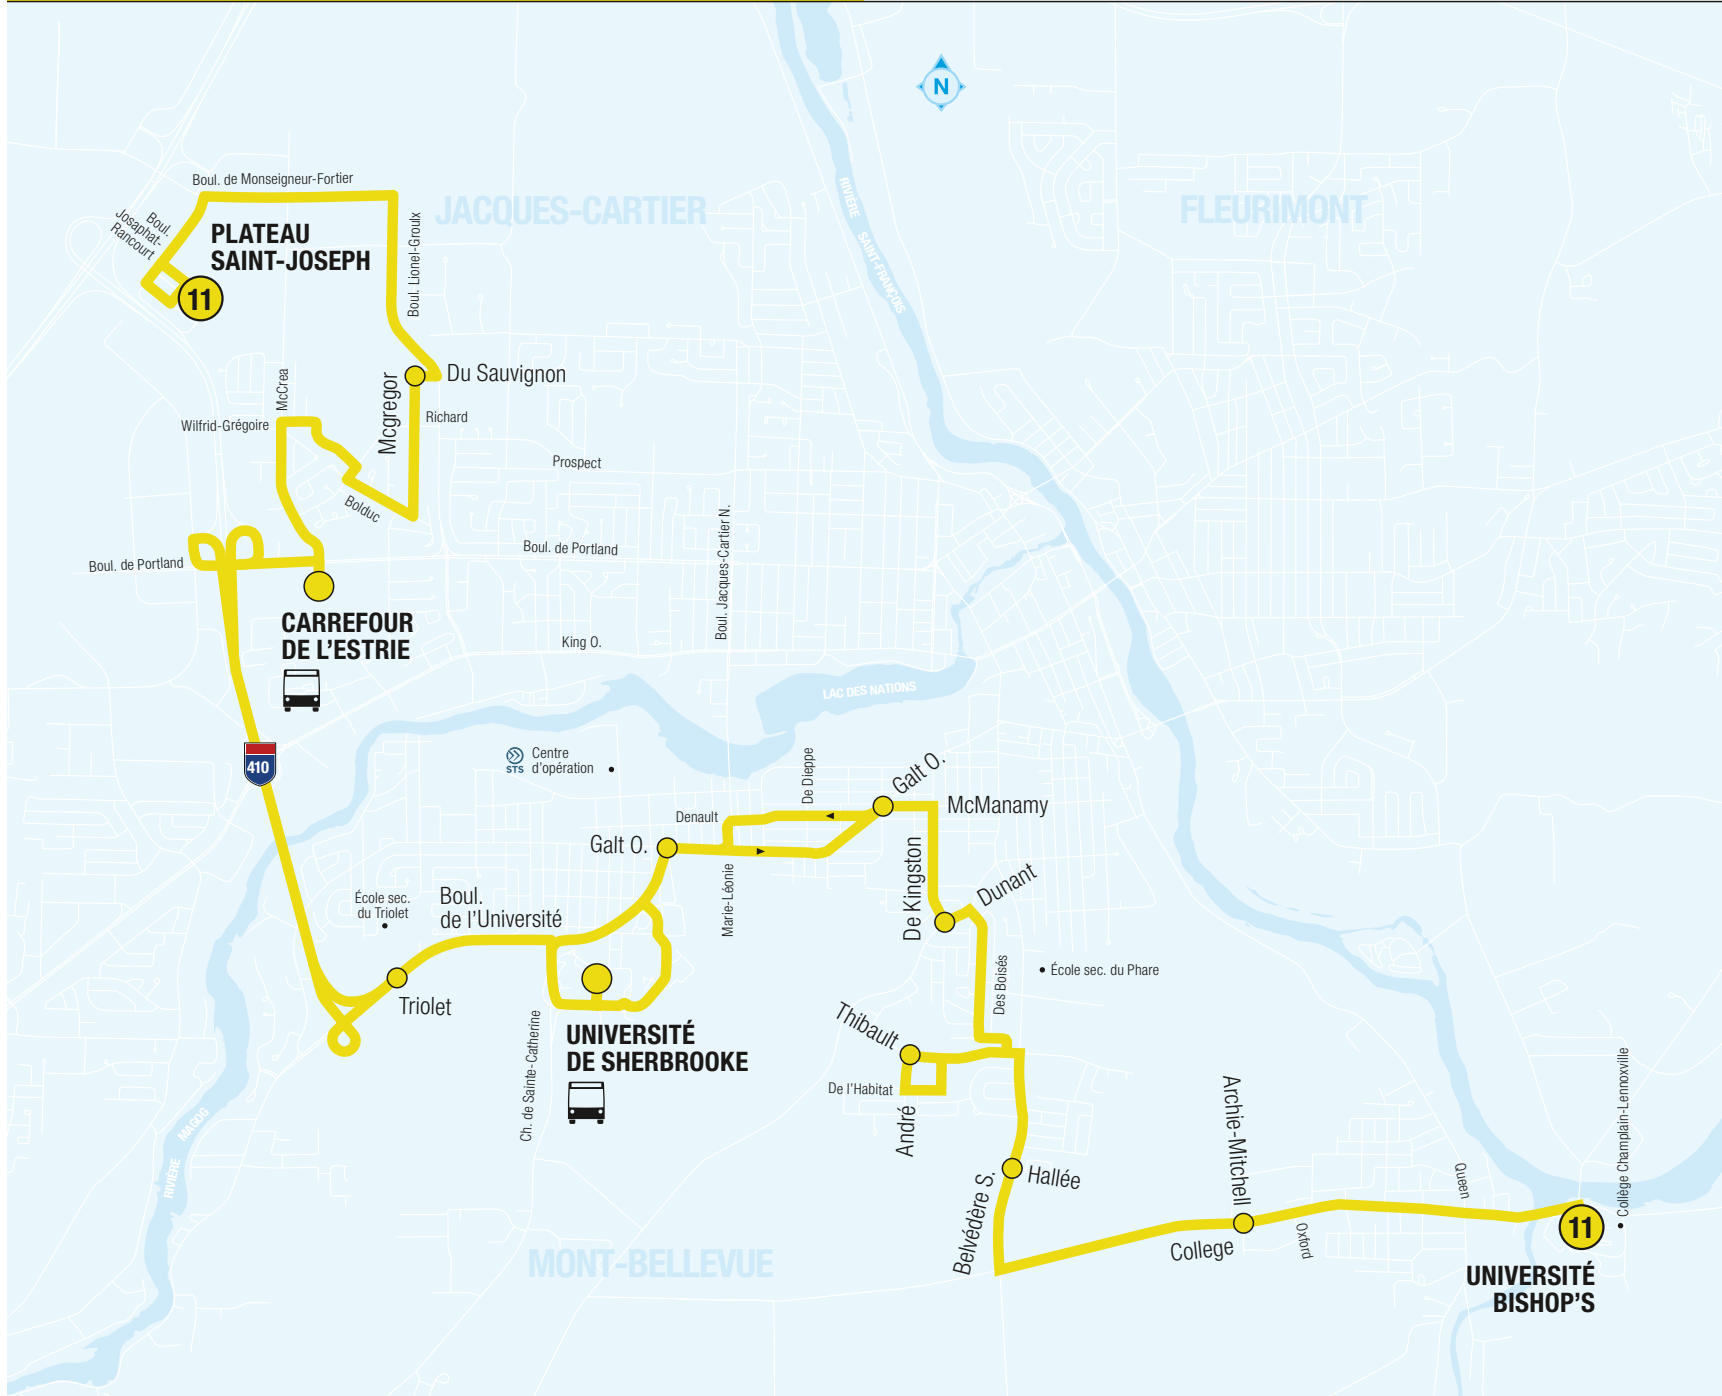 N
Boul. de Monseigneur-Fortier
JACQUES-CARTIER
FLEURIMONT
RIVIÈRE
SAINT-FRANÇOIS
Boul.
Josaphat-
Rancourt
PLATEAU
SAINT-JOSEPH
11
Boul. Lionel-Groulx
Du Sauvignon
Mcgregor
Richard
McCrea
Wilfrid-Grégoire
Prospect
Bolduc
Boul. de Portland
Boul. de Portland
Boul. Jacques-Cartier N.
CARREFOUR
DE L'ESTRIE
King O.
LAC DES NATIONS
410
STS
Centre
d'opération
De Dieppe
Galt O.
McManamy
Denault
Galt O.
Marie-Léonie
De Kingston
Dunant
École sec.
du Triolet
Boul.
de l'Université
Triolet
Des Boisés
École sec. du Phare
Ch. de Sainte-Catherine
UNIVERSITÉ
DE SHERBROOKE
Thibault
De l'Habitat
André
RIVIÈRE
MAGOG
Belvédère S.
Hallée
Archie-Mitchell
College
Oxford
Queen
Collège Champlain-Lennoxville
11
UNIVERSITÉ
BISHOP'S
MONT-BELLEVUE